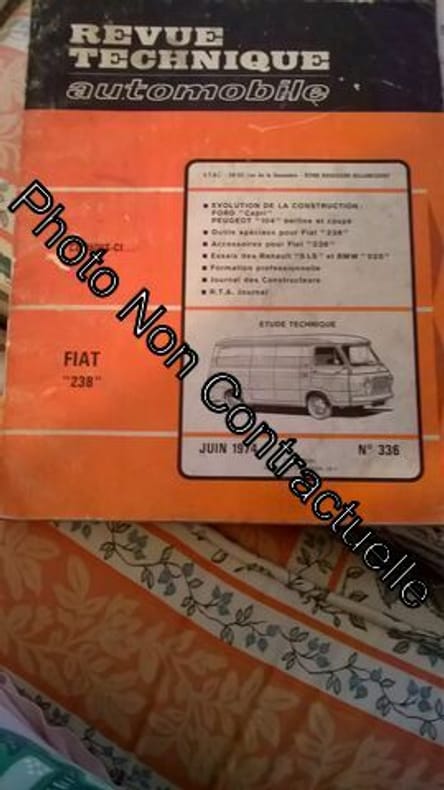 REVUE
TECHNIQUE
automobile
■ EVOLUTION DE LA CONSTRUCTION :
FORD "Capri"
PEUGEOT "104" berline et coupé
■ Outils spéciaux pour Fiat "238"
■ Accessoires pour Fiat "238"
■ Essais des Renault "5 LS" et BMW "520"
■ Formation professionnelle
■ Journal des Constructeurs
■ R.T.A. Journal
ETUDE TECHNIQUE
FIAT
"238"
JUIN 1974
N° 336
Photo Non Contractuelle